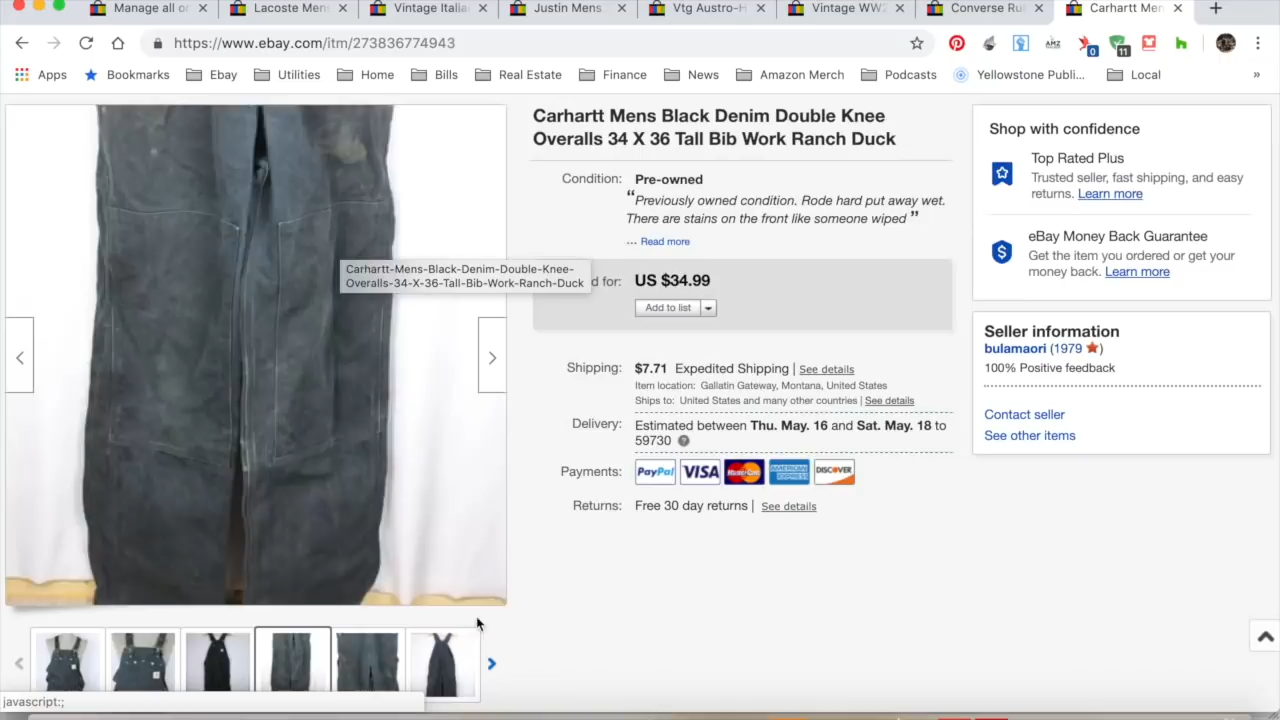 Manage all or
Lacoste Mens
Vintage Italia
Justin Mens
Vtg Austro-H
Vintage WW2
Converse Ru
Carhartt Men
https://www.ebay.com/itm/273836774943
AMZ
0
11
Apps
Bookmarks
Ebay
Utilities
Home
Bills
Real Estate
Finance
News
Amazon Merch
Podcasts
Yellowstone Publi...
Local
»
Carhartt Mens Black Denim Double Knee
Overalls 34 X 36 Tall Bib Work Ranch Duck
Condition: Pre-owned
“Previously owned condition. Rode hard put away wet.
There are stains on the front like someone wiped ”
... Read more
Carhartt-Mens-Black-Denim-Double-Knee-
Overalls-34-X-36-Tall-Bib-Work-Ranch-Duck
d for: US $34.99
Add to list
Shipping: $7.71 Expedited Shipping | See details
Item location: Gallatin Gateway, Montana, United States
Ships to: United States and many other countries | See details
Delivery: Estimated between Thu. May. 16 and Sat. May. 18 to
59730 ?
Payments: PayPal VISA MasterCard AMERICAN EXPRESS DISCOVER
Returns: Free 30 day returns | See details
Shop with confidence
Top Rated Plus
Trusted seller, fast shipping, and easy
returns. Learn more
eBay Money Back Guarantee
Get the item you ordered or get your
money back. Learn more
Seller information
bulamaori (1979 ★)
100% Positive feedback
Contact seller
See other items
javascript:;